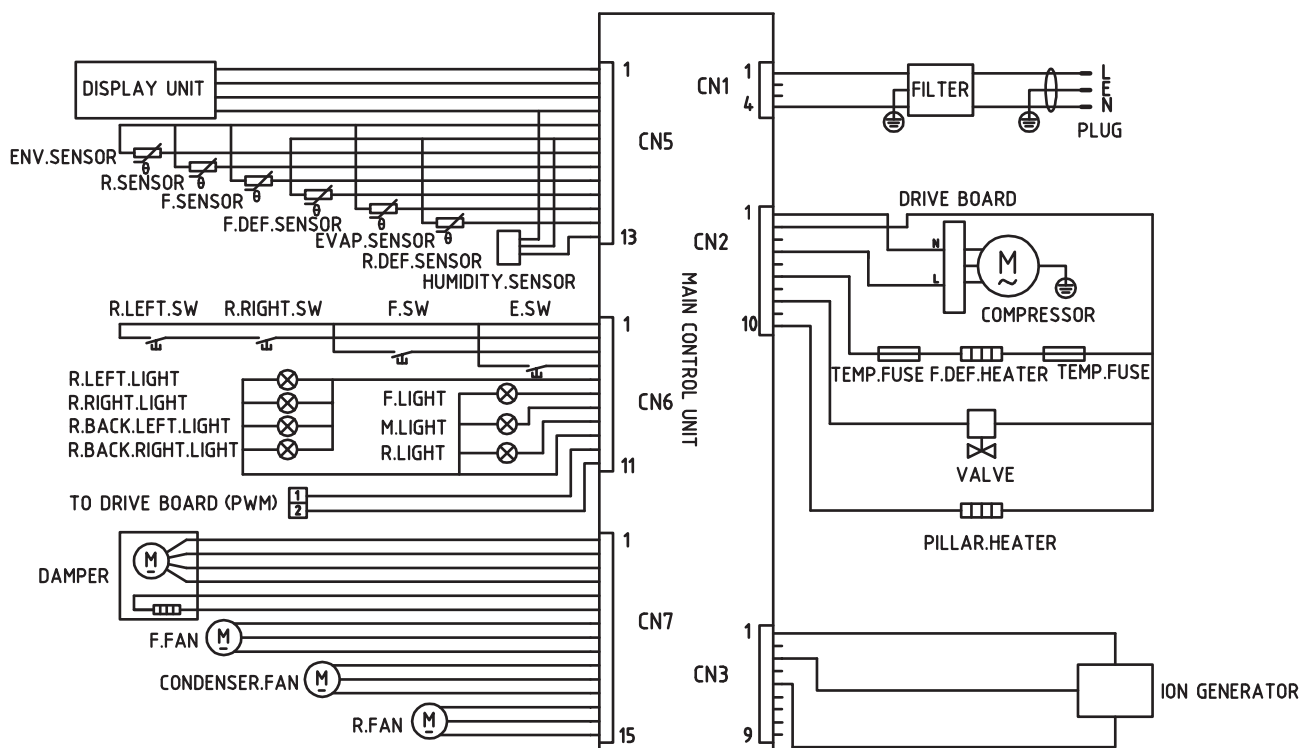 DISPLAY UNIT
ENV.SENSOR
θ
R.SENSOR
θ
F.SENSOR
θ
F.DEF.SENSOR
θ
EVAP.SENSOR
θ
R.DEF.SENSOR
θ
HUMIDITY.SENSOR
1
CN5
13
R.LEFT.SW
R.RIGHT.SW
F.SW
E.SW
R.LEFT.LIGHT
R.RIGHT.LIGHT
R.BACK.LEFT.LIGHT
R.BACK.RIGHT.LIGHT
F.LIGHT
M.LIGHT
R.LIGHT
1
CN6
11
TO DRIVE BOARD (PWM)
1
2
DAMPER
M
F.FAN
M
CONDENSER.FAN
M
R.FAN
M
1
CN7
15
MAIN CONTROL UNIT
CN1
1
4
FILTER
L
E
N
PLUG
CN2
1
10
DRIVE BOARD
N
L
M
~
COMPRESSOR
TEMP.FUSE
F.DEF.HEATER
TEMP.FUSE
VALVE
PILLAR.HEATER
CN3
1
9
ION GENERATOR